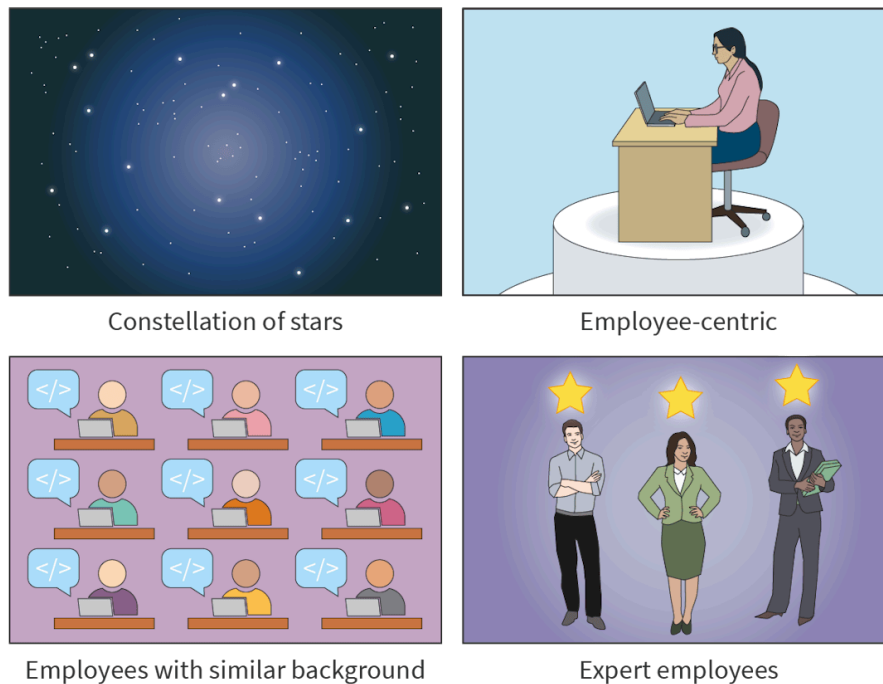 Constellation of stars
Employee-centric
</>
</>
</>
</>
</>
</>
</>
</>
</>
Employees with similar background
Expert employees